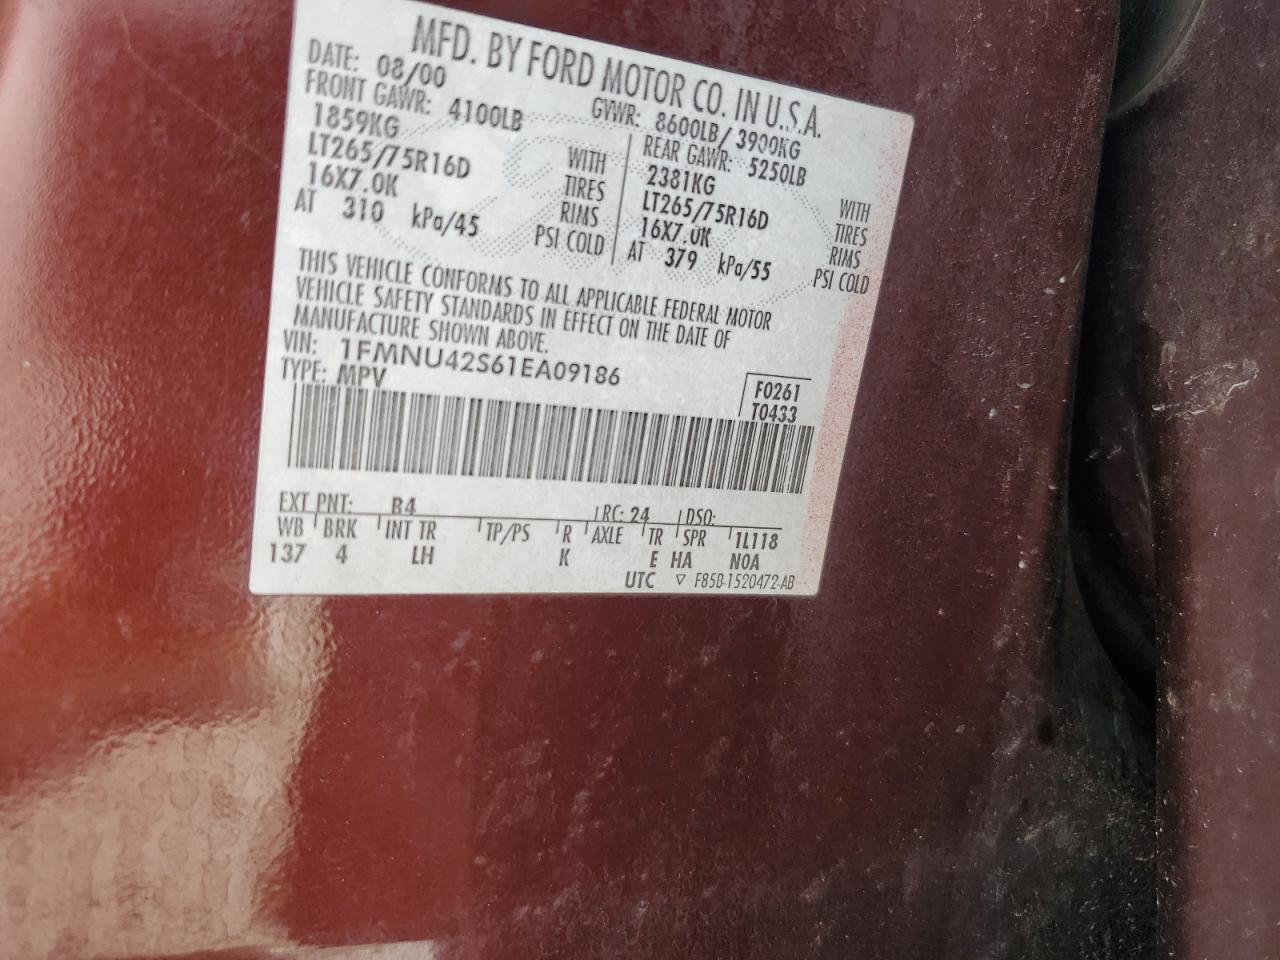 MFD. BY FORD MOTOR CO. IN U.S.A.
DATE: 08/00 GVWR: 8600LB/3900KG
FRONT GAWR: 4100LB REAR GAWR: 5250LB
1859KG WITH 2381KG WITH
LT265/75R16D TIRES LT265/75R16D TIRES
16X7.0K RIMS 16X7.0K RIMS
AT 310 kPa/45 PSI COLD AT 379 kPa/55 PSI COLD
THIS VEHICLE CONFORMS TO ALL APPLICABLE FEDERAL MOTOR
VEHICLE SAFETY STANDARDS IN EFFECT ON THE DATE OF
MANUFACTURE SHOWN ABOVE.
VIN: 1FMNU42S61EA09186
TYPE: MPV
F0261
T0433
EXT PNT: B4 RC: 24 DSO:
WB BRK INT TR TP/PS R AXLE TR SPR 1L118
137 4 LH K E HA NOA
UTC ▽ F85B-1520472-AB